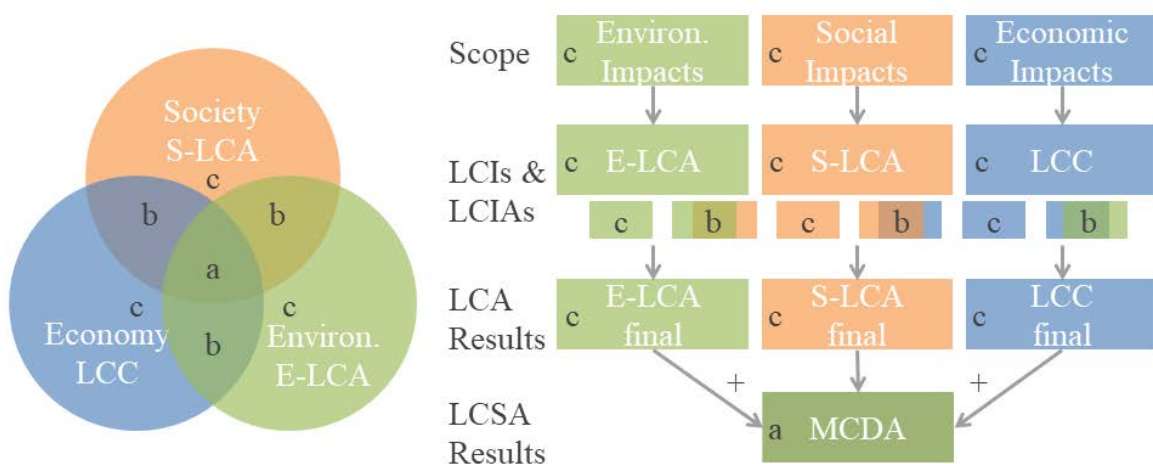 Society
S-LCA
c
b
b
a
c
c
Economy
LCC
b
Environ.
E-LCA
Scope
c
Environ.
Impacts
c
Social
Impacts
c
Economic
Impacts
LCIs &
LCIAs
c
E-LCA
c
S-LCA
c
LCC
c
b
c
b
c
b
LCA
Results
c
E-LCA
final
c
S-LCA
final
c
LCC
final
+
+
LCSA
Results
a
MCDA